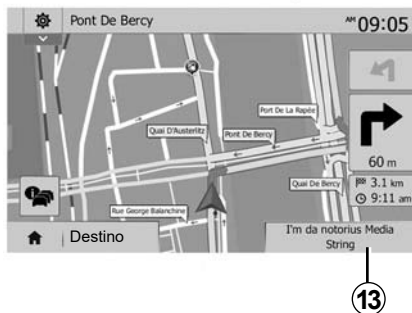 Pont De Bercy
AM 09:05
Port De La Rapée
Quai D'Austerlitz
Pont De Bercy
60 m
Quai De Bercy
3.1 km
9:11 am
Rue George Balanchine
Destino
I'm da notorius Media
String
13